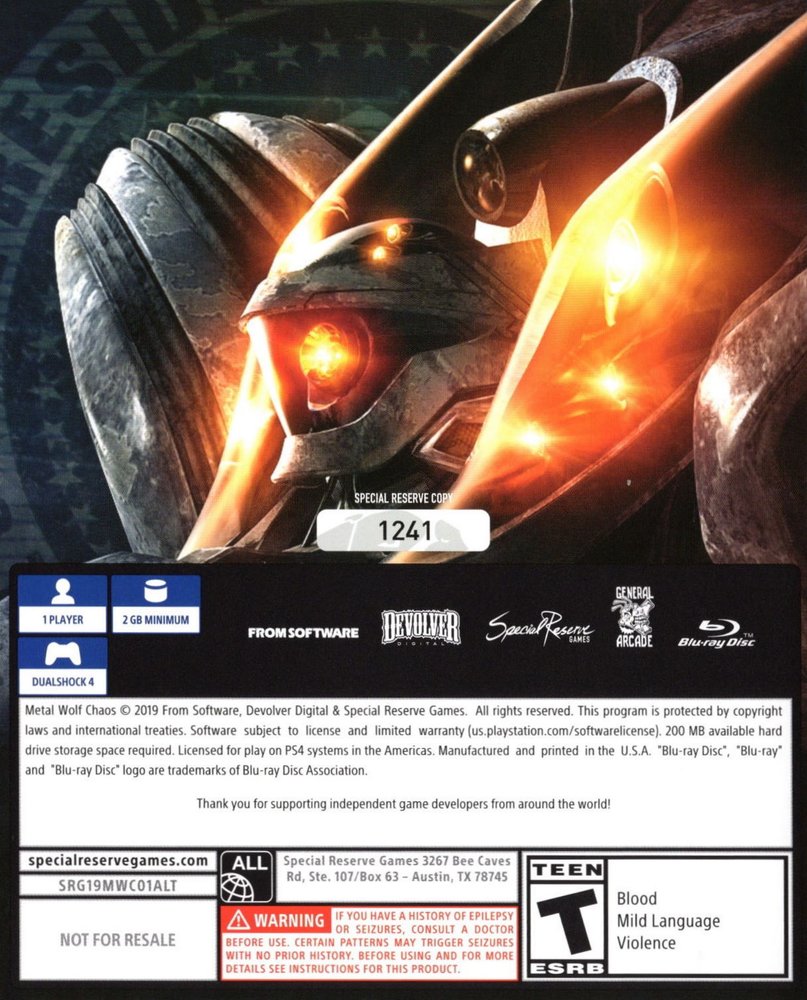 SPECIAL RESERVE COPY
1241
1 PLAYER
2 GB MINIMUM
DUALSHOCK 4
FROMSOFTWARE
DEVOLVER
DIGITAL
Special Reserve
GAMES
GENERAL
ARCADE
Blu-ray Disc™
Metal Wolf Chaos © 2019 From Software, Devolver Digital & Special Reserve Games. All rights reserved. This program is protected by copyright
laws and international treaties. Software subject to license and limited warranty (us.playstation.com/softwarelicense). 200 MB available hard
drive storage space required. Licensed for play on PS4 systems in the Americas. Manufactured and printed in the U.S.A. "Blu-ray Disc", "Blu-ray"
and "Blu-ray Disc" logo are trademarks of Blu-ray Disc Association.
Thank you for supporting independent game developers from around the world!
specialreservegames.com
SRG19MWC01ALT
NOT FOR RESALE
ALL
Special Reserve Games 3267 Bee Caves
Rd, Ste. 107/Box 63 – Austin, TX 78745
WARNING
IF YOU HAVE A HISTORY OF EPILEPSY
OR SEIZURES, CONSULT A DOCTOR
BEFORE USE. CERTAIN PATTERNS MAY TRIGGER SEIZURES
WITH NO PRIOR HISTORY. BEFORE USING AND FOR MORE
DETAILS SEE INSTRUCTIONS FOR THIS PRODUCT.
TEEN
T
ESRB
Blood
Mild Language
Violence